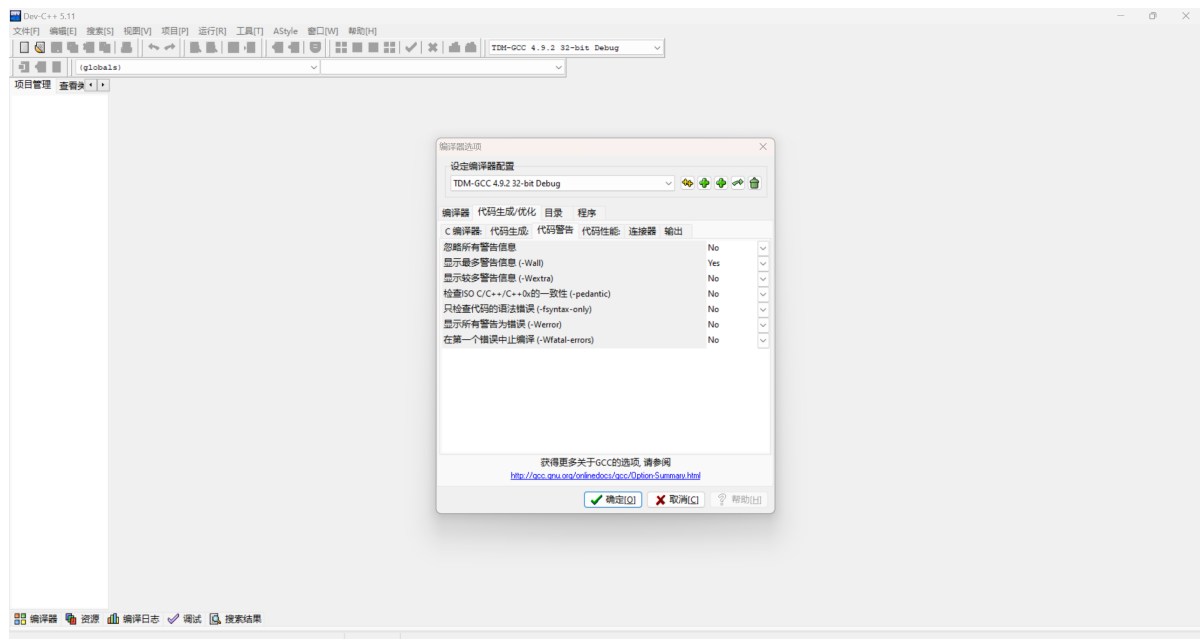 Dev-C++ 5.11
文件[F] 编辑[E] 搜索[S] 视图[V] 项目[P] 运行[R] 工具[T] AStyle 窗口[W] 帮助[H]
TDM-GCC 4.9.2 32-bit Debug
(globals)
项目管理 查看类
编译器选项
设定编译器配置
TDM-GCC 4.9.2 32-bit Debug
编译器 代码生成/优化 目录 程序
C 编译器: 代码生成: 代码警告 代码性能: 连接器 输出
忽略所有警告信息 No
显示最多警告信息 (-Wall) Yes
显示较多警告信息 (-Wextra) No
检查ISO C/C++/C++0x的一致性 (-pedantic) No
只检查代码的语法错误 (-fsyntax-only) No
显示所有警告为错误 (-Werror) No
在第一个错误中止编译 (-Wfatal-errors) No
获得更多关于GCC的选项, 请参阅
http://gcc.gnu.org/onlinedocs/gcc/Option-Summary.html
确定[O] 取消[C] 帮助[H]
编译器 资源 编译日志 调试 搜索结果